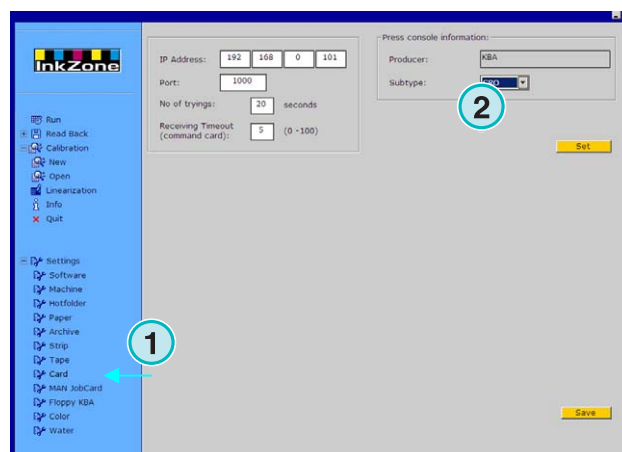 InkZone
Run
Read Back
Calibration
New
Open
Linearization
Info
Quit
Settings
Software
Machine
Hotfolder
Paper
Archive
Strip
Tape
Card
MAN JobCard
Floppy KBA
Color
Water
1
IP Address: 192 168 0 101
Port: 1000
No of tryings: 20 seconds
Receiving Timeout
(command card): 5 (0 -100)
Press console information:
Producer: KBA
Subtype:
2
Set
Save